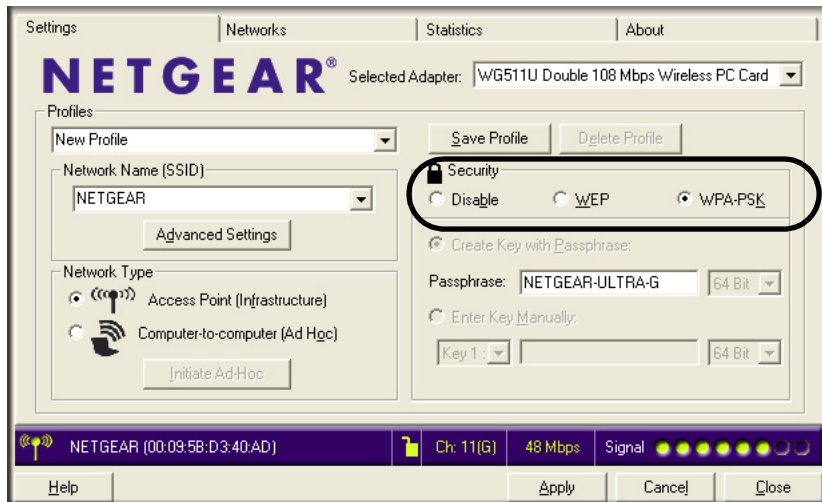 Settings Networks Statistics About
NETGEAR® Selected Adapter: WG511U Double 108 Mbps Wireless PC Card
Profiles
New Profile Save Profile Delete Profile
Network Name (SSID) Security
NETGEAR Disable WEP WPA-PSK
Advanced Settings Create Key with Passphrase:
Network Type Passphrase: NETGEAR-ULTRA-G 64 Bit
Access Point (Infrastructure)
Enter Key Manually:
Computer-to-computer (Ad Hoc)
Key 1 : 64 Bit
Initiate Ad-Hoc
NETGEAR (00:09:5B:D3:40:AD) Ch: 11(G) 48 Mbps Signal
Help Apply Cancel Close